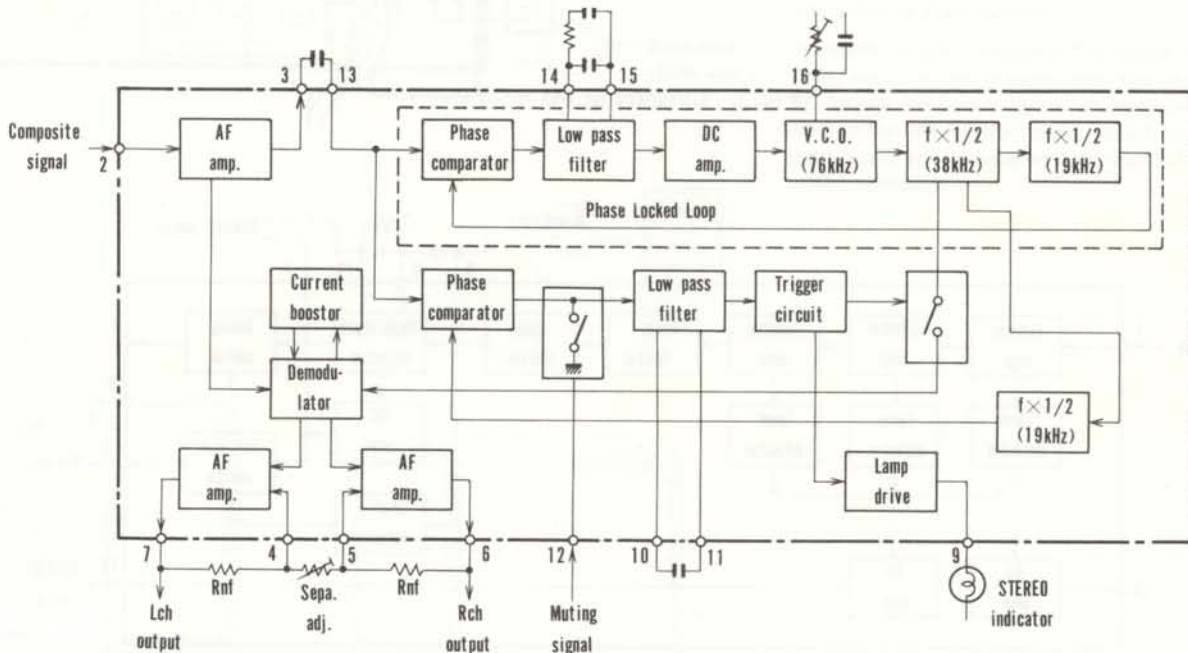 3
13
14
15
16
Composite
signal
2
AF
amp.
Phase
comparator
Low pass
filter
DC
amp.
V.C.O.
(76kHz)
f×1/2
(38kHz)
f×1/2
(19kHz)
Phase Locked Loop
Current
boostor
Phase
comparator
Low pass
filter
Trigger
circuit
Demodu-
lator
f×1/2
(19kHz)
AF
amp.
AF
amp.
Lamp
drive
7
4
5
6
12
10
11
9
Rnf
Sepa.
adj.
Rnf
Lch
output
Rch
output
Muting
signal
STEREO
indicator